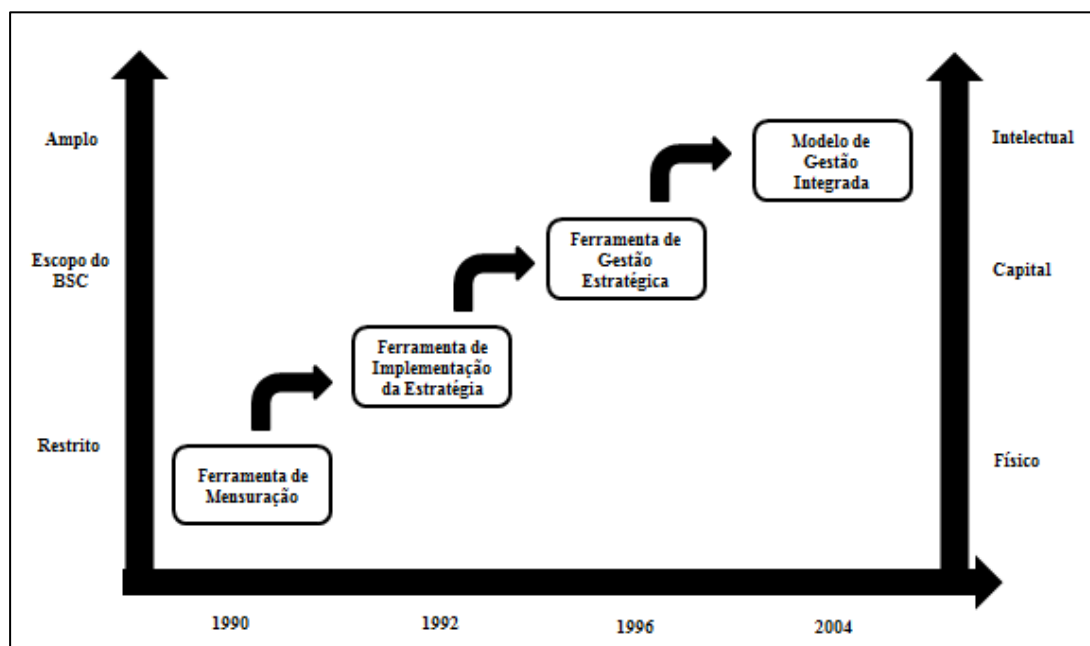 Amplo
Escopo do
BSC
Restrito
Ferramenta de
Mensuração
Ferramenta de
Implementação
da Estratégia
Ferramenta de
Gestão
Estratégica
Modelo de
Gestão
Integrada
Intelectual
Capital
Físico
1990
1992
1996
2004